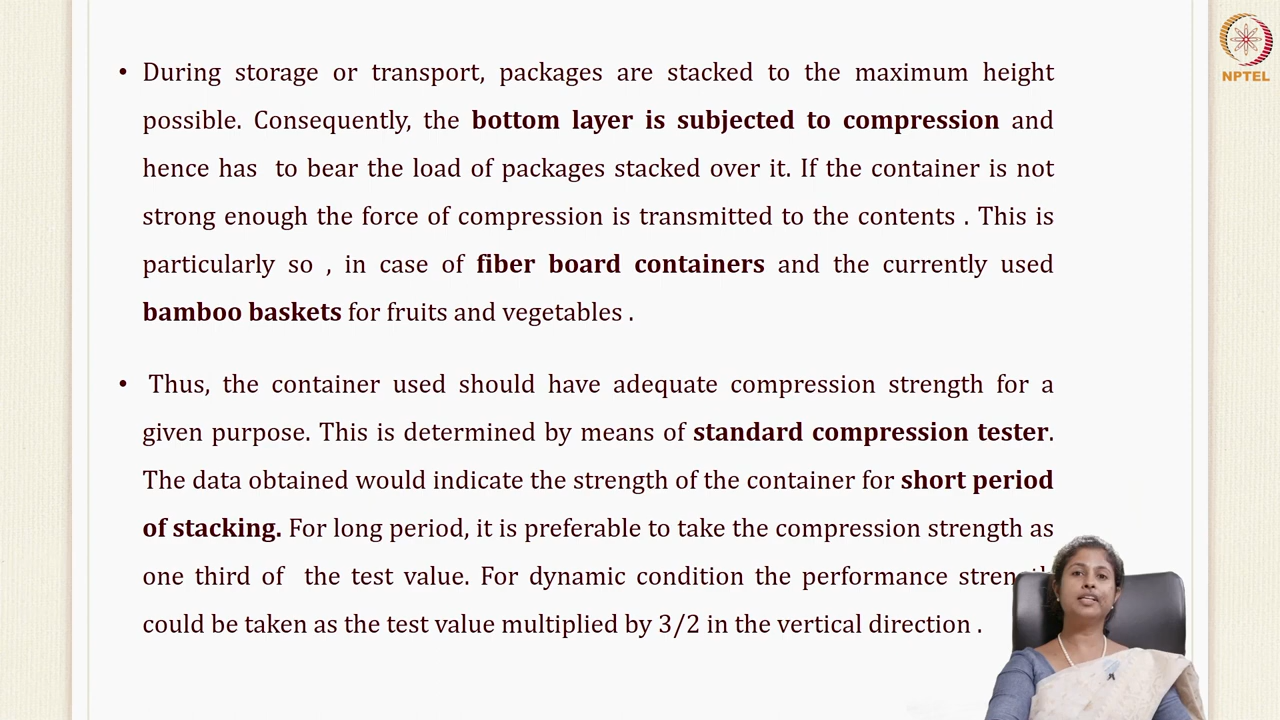 NPTEL
• During storage or transport, packages are stacked to the maximum height
possible. Consequently, the bottom layer is subjected to compression and
hence has to bear the load of packages stacked over it. If the container is not
strong enough the force of compression is transmitted to the contents . This is
particularly so , in case of fiber board containers and the currently used
bamboo baskets for fruits and vegetables .
• Thus, the container used should have adequate compression strength for a
given purpose. This is determined by means of standard compression tester.
The data obtained would indicate the strength of the container for short period
of stacking. For long period, it is preferable to take the compression strength as
one third of the test value. For dynamic condition the performance
could be taken as the test value multiplied by 3/2 in the vertical direction .